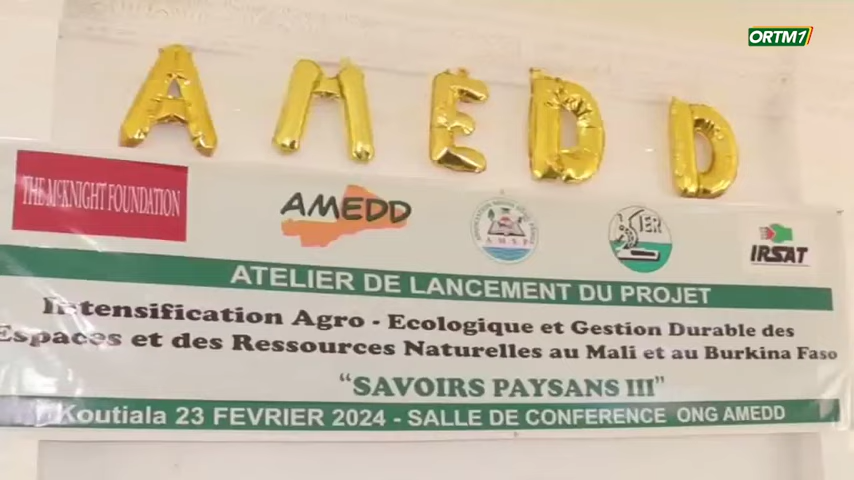 ORTM1
AMEDD
THE MCKNIGHT FOUNDATION
AMEDD
AMSP
IER
IRSAT
ATELIER DE LANCEMENT DU PROJET
Intensification Agro - Ecologique et Gestion Durable des
Espaces et des Ressources Naturelles au Mali et au Burkina Faso
“SAVOIRS PAYSANS III”
Koutiala 23 FEVRIER 2024 - SALLE DE CONFERENCE ONG AMEDD